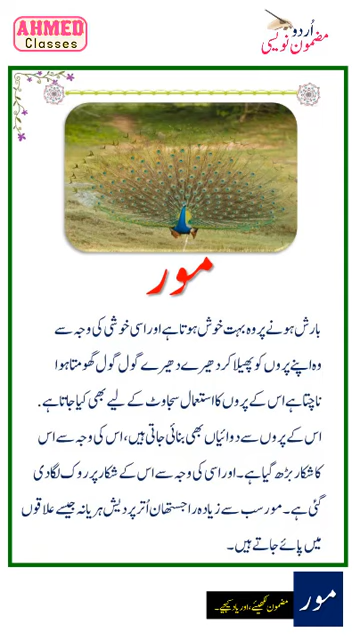 AHMED
Classes
اُردو
مضمون نویسی
مور
بارش ہونے پر وہ بہت خوش ہوتا ہے اور اسی خوشی کی وجہ سے
وہ اپنے پروں کو پھیلا کر دھیرے دھیرے گول گول گھومتا ہوا
ناچتا ہے اس کے پروں کا استعمال سجاوٹ کے لیے بھی کیا جاتا ہے.
اس کے پروں سے دوائیاں بھی بنائی جاتی ہیں، اس کی وجہ سے اس
کا شکار بڑھ گیا ہے۔ اور اسی کی وجہ سے اس کے شکار پر روک لگا دی
گئی ہے۔ مور سب سے زیادہ راجستھان اُتر پردیش ہریانہ جیسے علاقوں
میں پائے جاتے ہیں۔
مور
مضمون لکھیئے، اور یاد کیجیے۔